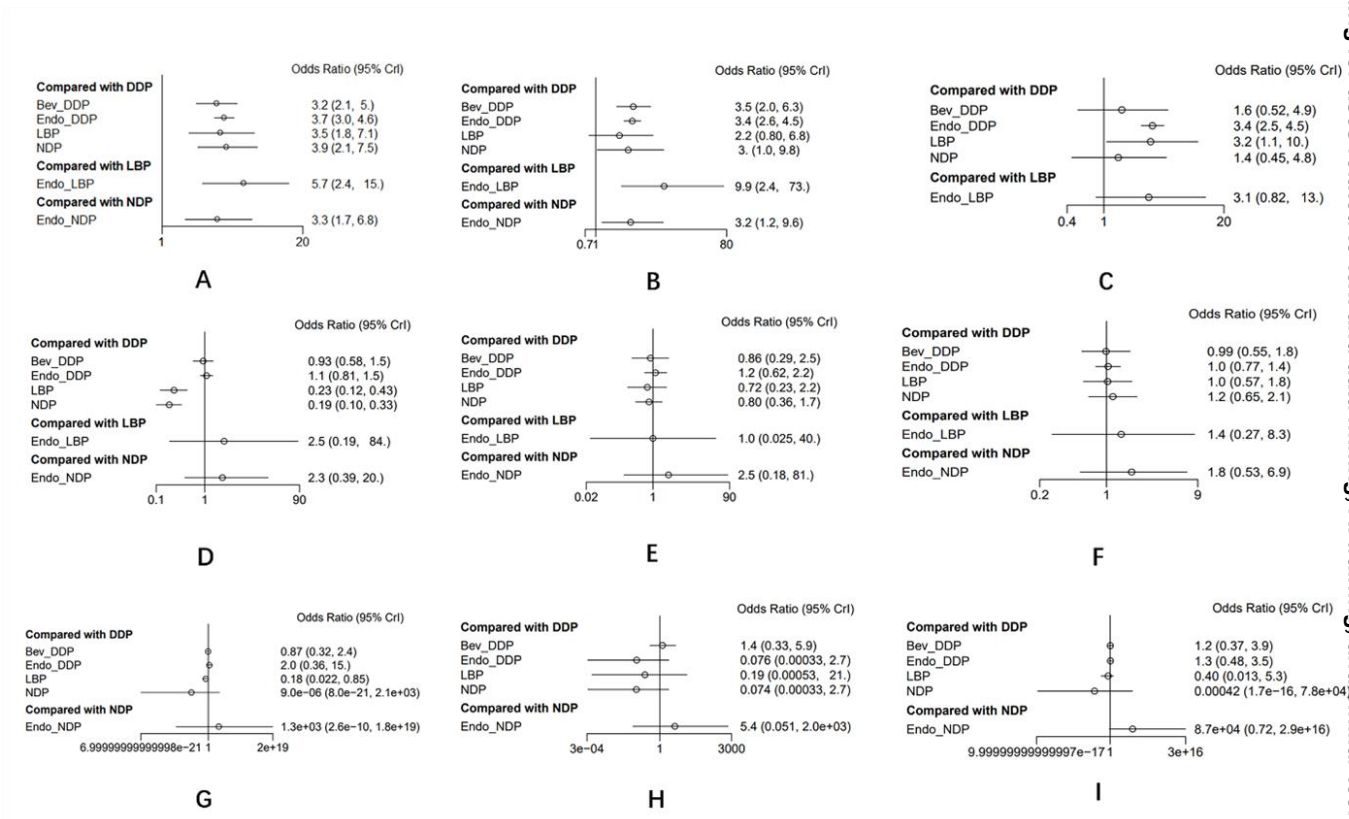 Odds Ratio (95% CrI)
Compared with DDP
Bev_DDP 3.2 (2.1, 5.)
Endo_DDP 3.7 (3.0, 4.6)
LBP 3.5 (1.8, 7.1)
NDP 3.9 (2.1, 7.5)
Compared with LBP
Endo_LBP 5.7 (2.4, 15.)
Compared with NDP
Endo_NDP 3.3 (1.7, 6.8)
1 20
A
Odds Ratio (95% CrI)
Compared with DDP
Bev_DDP 3.5 (2.0, 6.3)
Endo_DDP 3.4 (2.6, 4.5)
LBP 2.2 (0.80, 6.8)
NDP 3. (1.0, 9.8)
Compared with LBP
Endo_LBP 9.9 (2.4, 73.)
Compared with NDP
Endo_NDP 3.2 (1.2, 9.6)
0.71 80
B
Odds Ratio (95% CrI)
Compared with DDP
Bev_DDP 1.6 (0.52, 4.9)
Endo_DDP 3.4 (2.5, 4.5)
LBP 3.2 (1.1, 10.)
NDP 1.4 (0.45, 4.8)
Compared with LBP
Endo_LBP 3.1 (0.82, 13.)
0.4 1 20
C
Odds Ratio (95% CrI)
Compared with DDP
Bev_DDP 0.93 (0.58, 1.5)
Endo_DDP 1.1 (0.81, 1.5)
LBP 0.23 (0.12, 0.43)
NDP 0.19 (0.10, 0.33)
Compared with LBP
Endo_LBP 2.5 (0.19, 84.)
Compared with NDP
Endo_NDP 2.3 (0.39, 20.)
0.1 1 90
D
Odds Ratio (95% CrI)
Compared with DDP
Bev_DDP 0.86 (0.29, 2.5)
Endo_DDP 1.2 (0.62, 2.2)
LBP 0.72 (0.23, 2.2)
NDP 0.80 (0.36, 1.7)
Compared with LBP
Endo_LBP 1.0 (0.025, 40.)
Compared with NDP
Endo_NDP 2.5 (0.18, 81.)
0.02 1 90
E
Odds Ratio (95% CrI)
Compared with DDP
Bev_DDP 0.99 (0.55, 1.8)
Endo_DDP 1.0 (0.77, 1.4)
LBP 1.0 (0.57, 1.8)
NDP 1.2 (0.65, 2.1)
Compared with LBP
Endo_LBP 1.4 (0.27, 8.3)
Compared with NDP
Endo_NDP 1.8 (0.53, 6.9)
0.2 1 9
F
Odds Ratio (95% CrI)
Compared with DDP
Bev_DDP 0.87 (0.32, 2.4)
Endo_DDP 2.0 (0.36, 15.)
LBP 0.18 (0.022, 0.85)
NDP 9.0e−06 (8.0e−21, 2.1e+03)
Compared with NDP
Endo_NDP 1.3e+03 (2.6e−10, 1.8e+19)
6.99999999999998e−21 1 2e+19
G
Odds Ratio (95% CrI)
Compared with DDP
Bev_DDP 1.4 (0.33, 5.9)
Endo_DDP 0.076 (0.00033, 2.7)
LBP 0.19 (0.00053, 21.)
NDP 0.074 (0.00033, 2.7)
Compared with NDP
Endo_NDP 5.4 (0.051, 2.0e+03)
3e−04 1 3000
H
Odds Ratio (95% CrI)
Compared with DDP
Bev_DDP 1.2 (0.37, 3.9)
Endo_DDP 1.3 (0.48, 3.5)
LBP 0.40 (0.013, 5.3)
NDP 0.00042 (1.7e−16, 7.8e+04)
Compared with NDP
Endo_NDP 8.7e+04 (0.72, 2.9e+16)
9.99999999999997e−17 1 3e+16
I